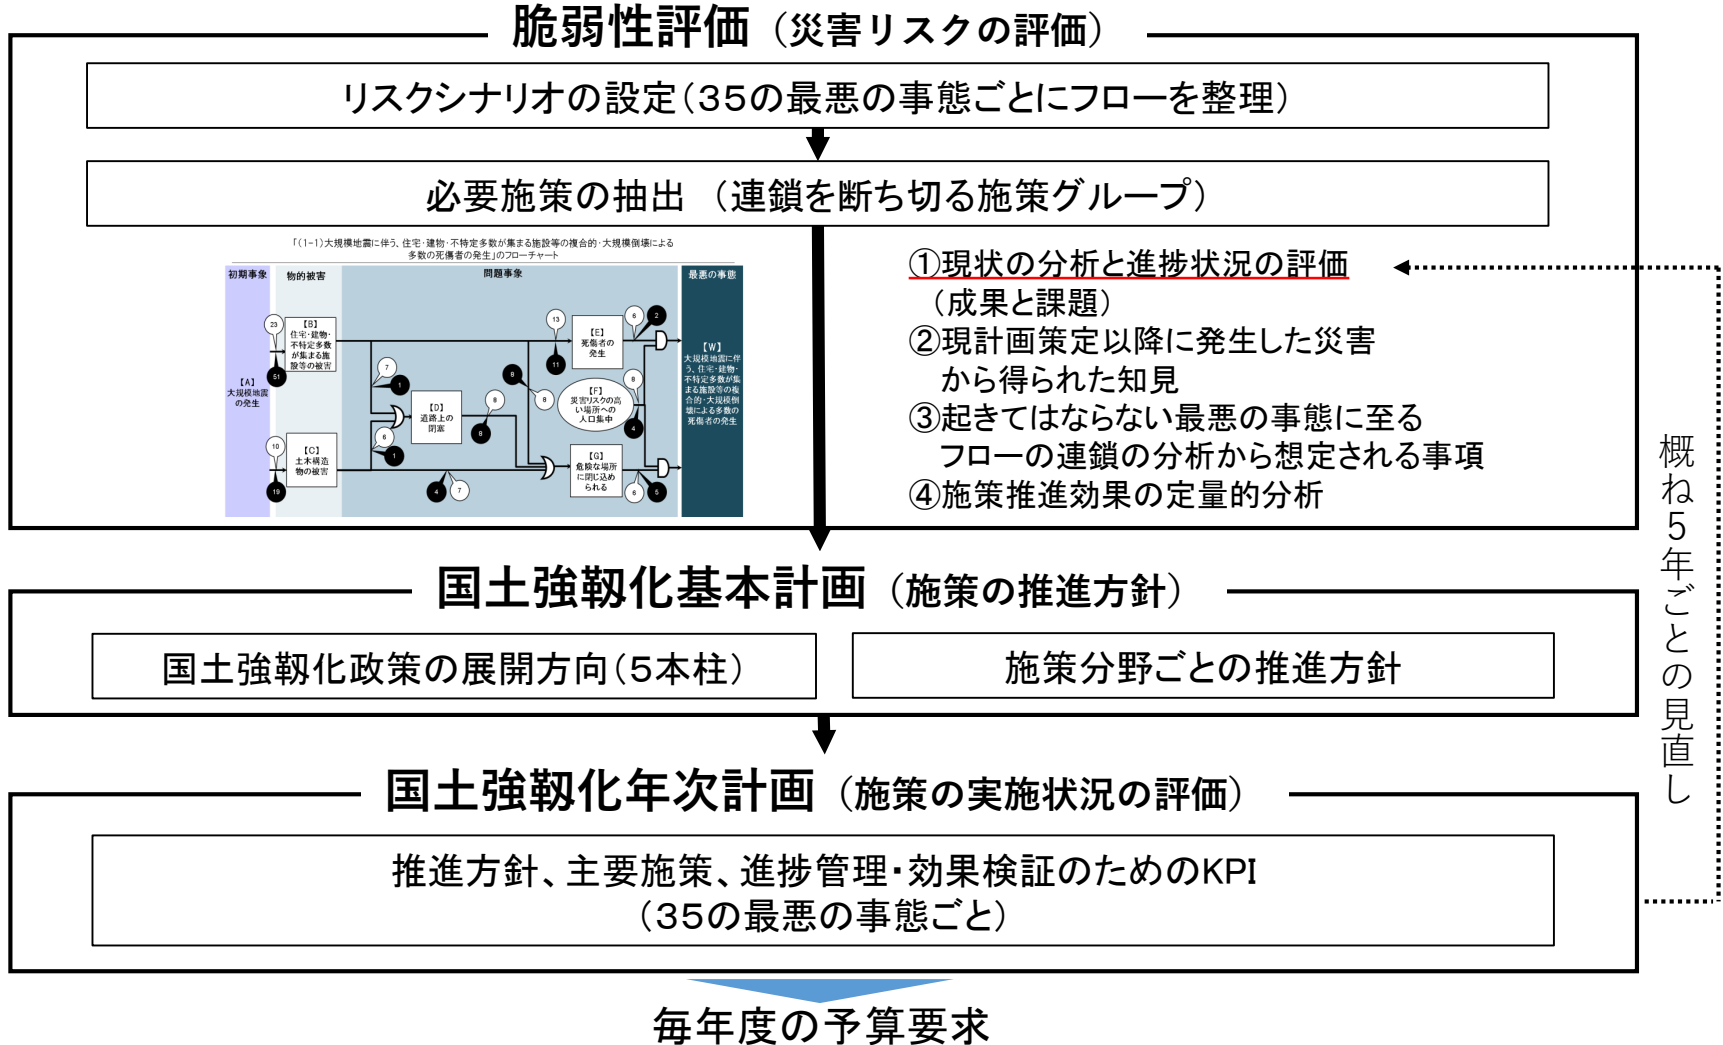 脆弱性評価（災害リスクの評価）
リスクシナリオの設定（35の最悪の事態ごとにフローを整理）
必要施策の抽出 （連鎖を断ち切る施策グループ）
「（1-1）大規模地震に伴う、住宅・建物・不特定多数が集まる施設等の複合的・大規模倒壊による
多数の死傷者の発生」のフローチャート
初期事象
物的被害
問題事象
最悪の事態
【A】
大規模地震
の発生
23
51
【B】
住宅・建物・
不特定多数
が集まる施
設等の被害
10
19
【C】
土木構造
物の被害
7
1
6
1
【D】
道路上の
閉塞
6
8
4
7
8
8
13
11
【E】
死傷者の
発生
6
2
【F】
災害リスクの高
い場所への
人口集中
8
4
【G】
危険な場所
に閉じ込め
られる
6
5
【W】
大規模地震に伴
う、住宅・建物・
不特定多数が集
まる施設等の複
合的・大規模倒
壊による多数の
死傷者の発生
①現状の分析と進捗状況の評価
（成果と課題）
②現計画策定以降に発生した災害
から得られた知見
③起きてはならない最悪の事態に至る
フローの連鎖の分析から想定される事項
④施策推進効果の定量的分析
概ね５年ごとの見直し
国土強靱化基本計画（施策の推進方針）
国土強靱化政策の展開方向（5本柱）
施策分野ごとの推進方針
国土強靱化年次計画（施策の実施状況の評価）
推進方針、主要施策、進捗管理・効果検証のためのKPI
（35の最悪の事態ごと）
毎年度の予算要求